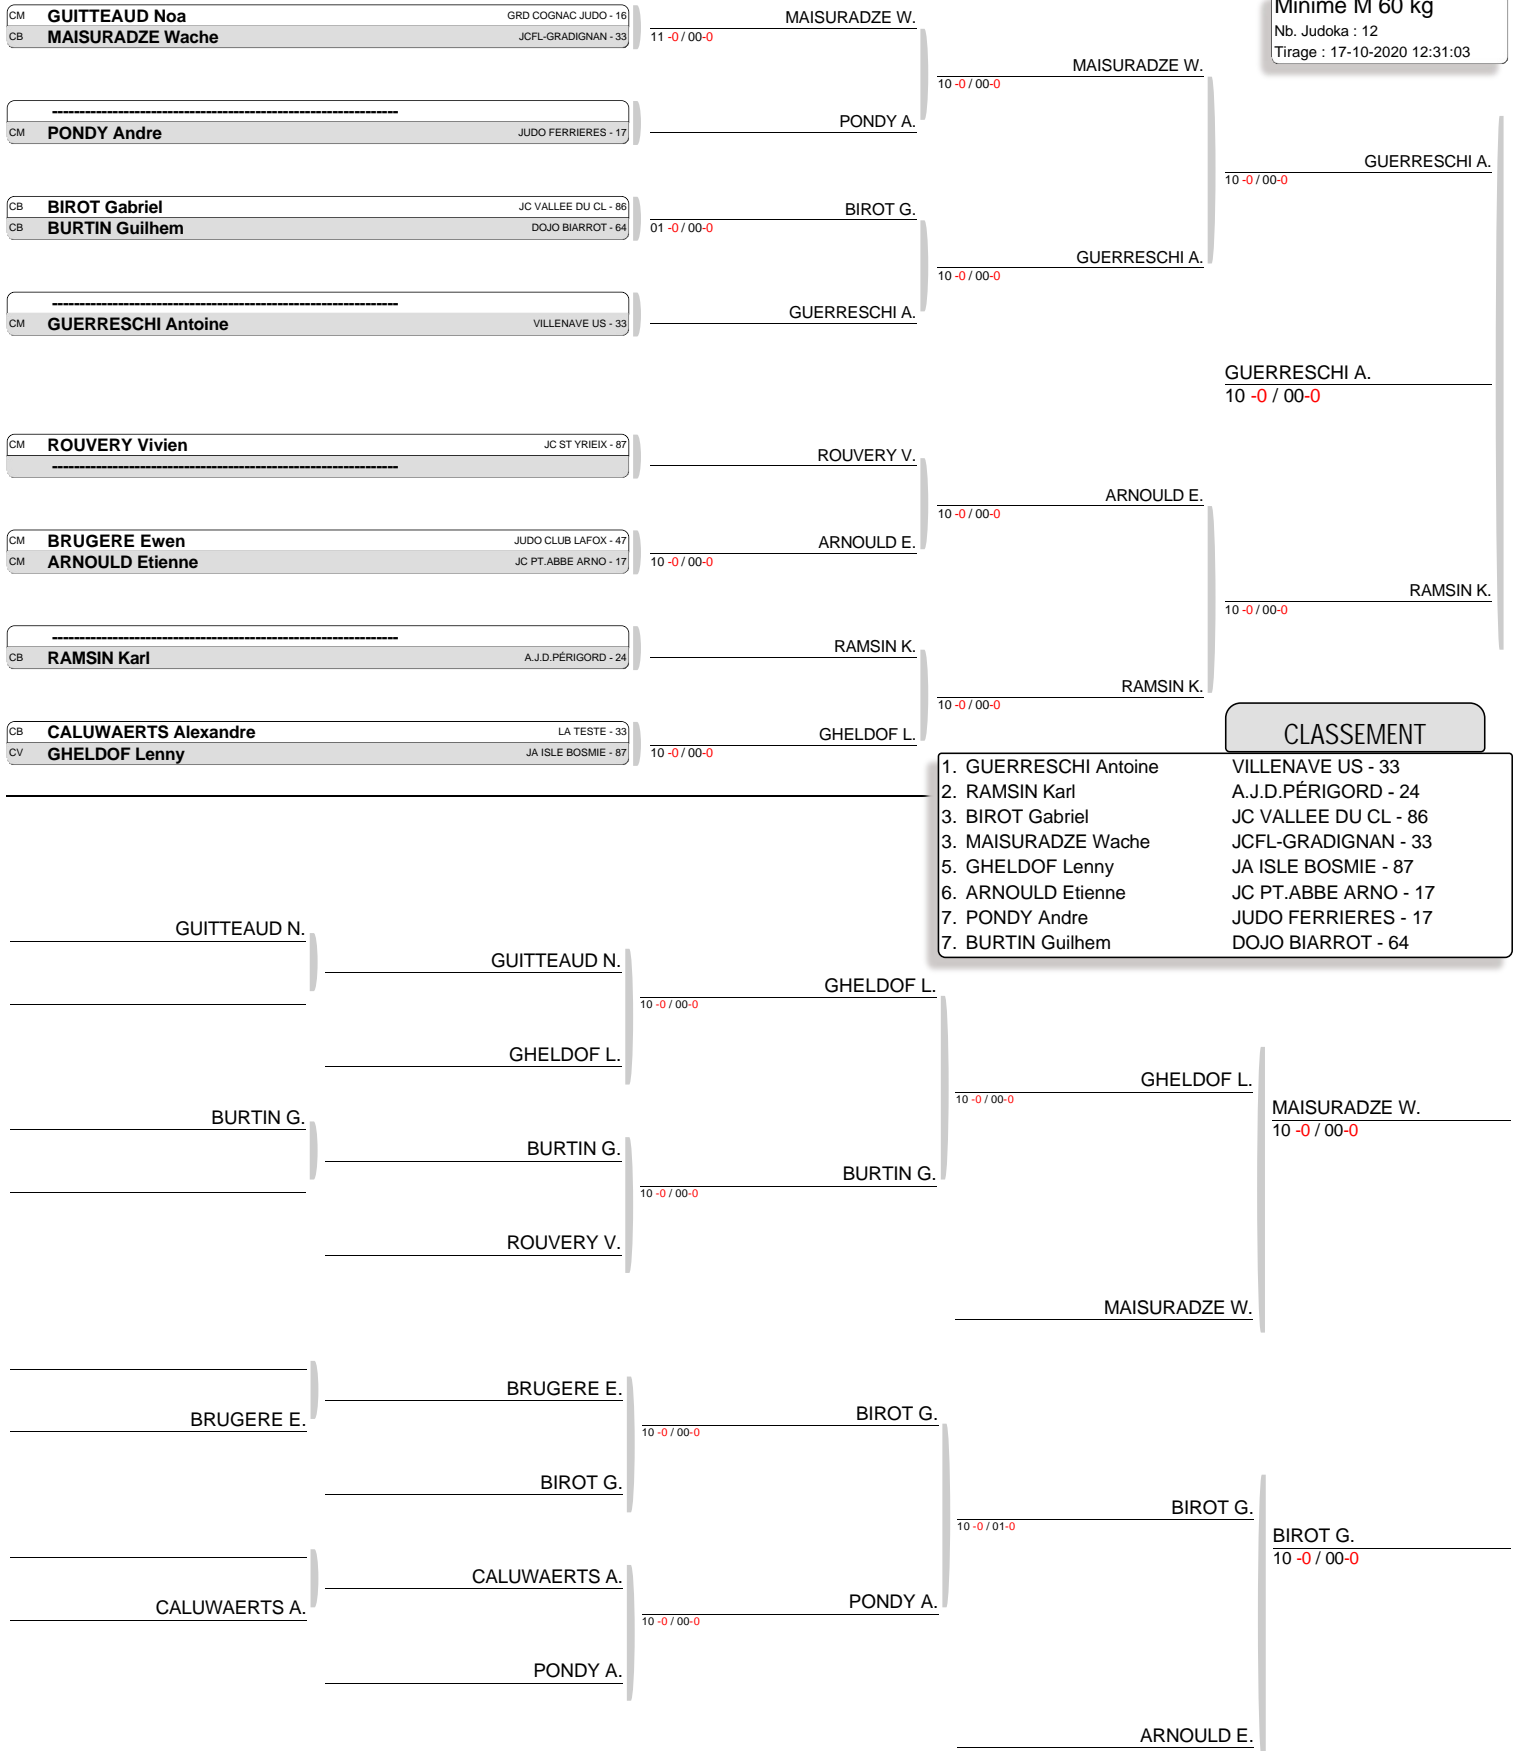 Minime M 60 kg
Nb. Judoka : 12
Tirage : 17-10-2020 12:31:03
CM GUITTEAUD Noa GRD COGNAC JUDO - 16
CB MAISURADZE Wache JCFL-GRADIGNAN - 33
MAISURADZE W.
11 -0 / 00-0
MAISURADZE W.
10 -0 / 00-0
----------------------------------------------------------------
CM PONDY Andre JUDO FERRIERES - 17
PONDY A.
GUERRESCHI A.
10 -0 / 00-0
CB BIROT Gabriel JC VALLEE DU CL - 86
CB BURTIN Guilhem DOJO BIARROT - 64
BIROT G.
01 -0 / 00-0
GUERRESCHI A.
10 -0 / 00-0
----------------------------------------------------------------
CM GUERRESCHI Antoine VILLENAVE US - 33
GUERRESCHI A.
GUERRESCHI A.
10 -0 / 00-0
CM ROUVERY Vivien JC ST YRIEIX - 87
----------------------------------------------------------------
ROUVERY V.
ARNOULD E.
10 -0 / 00-0
CM BRUGERE Ewen JUDO CLUB LAFOX - 47
CM ARNOULD Etienne JC PT.ABBE ARNO - 17
ARNOULD E.
10 -0 / 00-0
RAMSIN K.
10 -0 / 00-0
----------------------------------------------------------------
CB RAMSIN Karl A.J.D.PÉRIGORD - 24
RAMSIN K.
RAMSIN K.
10 -0 / 00-0
CB CALUWAERTS Alexandre LA TESTE - 33
CV GHELDOF Lenny JA ISLE BOSMIE - 87
GHELDOF L.
10 -0 / 00-0
CLASSEMENT
1. GUERRESCHI Antoine VILLENAVE US - 33
2. RAMSIN Karl A.J.D.PÉRIGORD - 24
3. BIROT Gabriel JC VALLEE DU CL - 86
3. MAISURADZE Wache JCFL-GRADIGNAN - 33
5. GHELDOF Lenny JA ISLE BOSMIE - 87
6. ARNOULD Etienne JC PT.ABBE ARNO - 17
7. PONDY Andre JUDO FERRIERES - 17
7. BURTIN Guilhem DOJO BIARROT - 64
GUITTEAUD N.
GUITTEAUD N.
GHELDOF L.
10 -0 / 00-0
GHELDOF L.
GHELDOF L.
10 -0 / 00-0
MAISURADZE W.
10 -0 / 00-0
BURTIN G.
BURTIN G.
BURTIN G.
10 -0 / 00-0
ROUVERY V.
MAISURADZE W.
BRUGERE E.
BRUGERE E.
BIROT G.
10 -0 / 00-0
BIROT G.
BIROT G.
10 -0 / 01-0
BIROT G.
10 -0 / 00-0
CALUWAERTS A.
CALUWAERTS A.
PONDY A.
10 -0 / 00-0
PONDY A.
ARNOULD E.